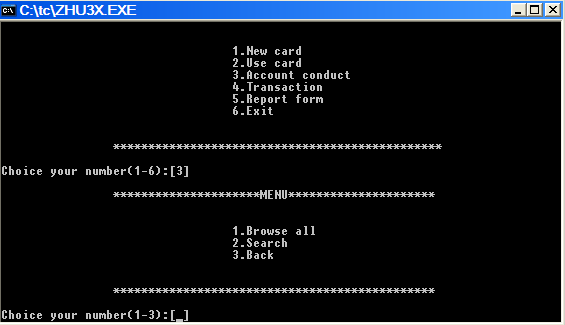 C:\tc\ZHU3X.EXE
1.New card
2.Use card
3.Account conduct
4.Transaction
5.Report form
6.Exit
***********************************************
Choice your number(1-6):[3]
*********************MENU*********************
1.Browse all
2.Search
3.Back
**********************************************
Choice your number(1-3):[_]